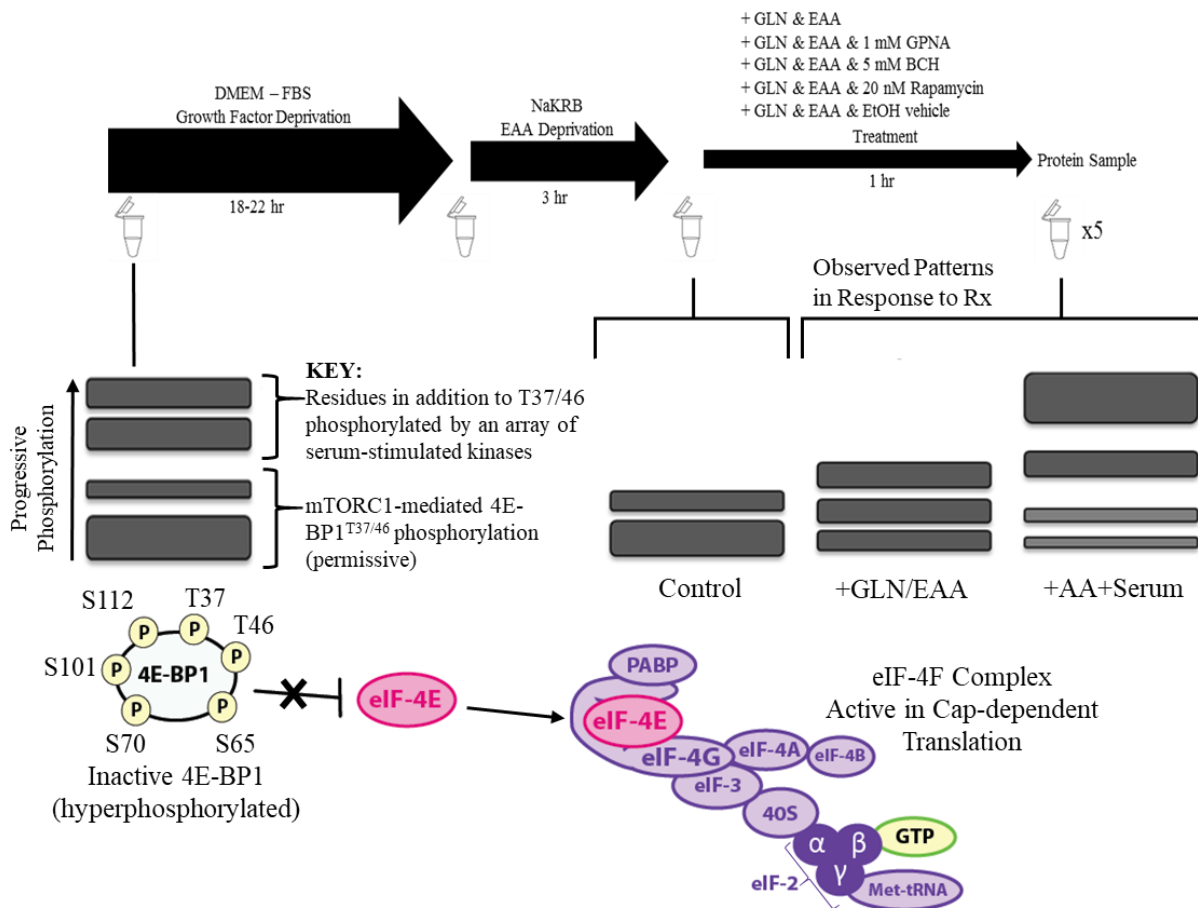 + GLN & EAA
+ GLN & EAA & 1 mM GPNA
+ GLN & EAA & 5 mM BCH
+ GLN & EAA & 20 nM Rapamycin
+ GLN & EAA & EtOH vehicle
DMEM – FBS
Growth Factor Deprivation
18-22 hr
NaKRB
EAA Deprivation
3 hr
Treatment
1 hr
Protein Sample
x5
Observed Patterns
in Response to Rx
Progressive
Phosphorylation
KEY:
Residues in addition to T37/46
phosphorylated by an array of
serum-stimulated kinases
mTORC1-mediated 4E-
BP1T37/46 phosphorylation
(permissive)
Control
+GLN/EAA
+AA+Serum
S112
T37
T46
S101
S70
S65
P
P
P
P
P
P
4E-BP1
Inactive 4E-BP1
(hyperphosphorylated)
eIF-4E
PABP
eIF-4E
eIF-4G
eIF-4A
eIF-4B
eIF-3
40S
α
β
γ
GTP
eIF-2
Met-tRNA
eIF-4F Complex
Active in Cap-dependent
Translation